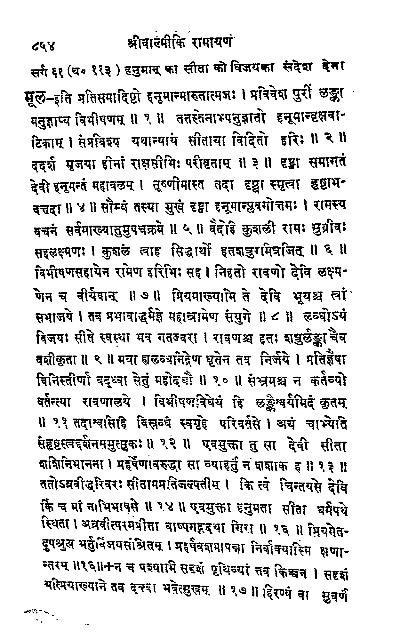 ८५४ श्रीवाल्मीकि रामायणं
सर्ग ६१ (व० ११३) हनुमान् का सीता को विजयका संदेश देना
मूल-इति प्रतिसमादिष्टो हनूमान्मारुतात्मजः । प्रविवेश पुरीं लङ्का
मनुज्ञाप्य विभीषणम् ॥ १ ॥ ततस्तेनाभ्यनुज्ञातो हनूमान्वृक्षवा-
टिकाम् । संप्रविश्य यथान्यायं सीताया विदितो हरिः ॥ २ ॥
ददर्श मृजया हीनां राक्षसीभिः परीवृताम् ॥ ३ ॥ दृष्ट्वा समागतं
देवी हनूमन्तं महाबलम् । तूष्णीमास्त तदा दृष्ट्वा स्मृत्वा हृष्टाभ-
वत्तदा ॥ ४ ॥ सौम्यं तस्या मुखं दृष्ट्वा हनूमान्प्लवगोत्तमः । रामस्य
वचनं सर्वमाख्यातुमुपचक्रमे ॥ ५ ॥ वैदेहि कुशली रामः सुग्रीवः
सहलक्ष्मणः । कुशलं त्वाह सिद्धार्थो हतशत्रुरमित्रजित् ॥ ६ ॥
विभीषणसहायेन रामेण हरिभिः सह । निहतो रावणो देवि लक्ष्म-
णेन च वीर्यवान् ॥ ७ ॥ प्रियमाख्यामि ते देवि भूयश्च त्वां
सभाजये । तव प्रभावाद्धर्मज्ञे महान्रामेण संयुगे ॥ ८ ॥ लब्धोऽयं
विजयः सीते स्वस्था भव गतज्वरा । रावणश्च हतः शत्रुर्लङ्का चैव
वशीकृता ॥ ९ ॥ मया ह्यलब्धनिद्रेण धृतेन तव निर्जये । प्रतिज्ञैषा
विनिस्तीर्णा बद्ध्वा सेतुं महोदधौ ॥ १० ॥ संभ्रमश्च न कर्तव्यो
वर्तन्त्या रावणालये । विभीषणविधेयं हि लङ्कैश्वर्यमिदं कृतम्
॥ ११ तदाश्वसिहि विस्रब्धं स्वगृहे परिवर्तसे । अयं चाभ्येति
संहृष्टस्त्वद्दर्शनसमुत्सुकः ॥ १२ ॥ एवमुक्ता तु सा देवी सीता
शशिनिभानना । प्रहर्षेणावरुद्धा सा व्याहर्तुं न शशाक ह ॥ १३ ॥
ततोऽब्रवीद्धरिवरः सीतामप्रतिजल्पतीम् । किं त्वं चिन्तयसे देवि
किं च मां नाभिभाषसे ॥ १४ ॥ एवमुक्ता हनुमता सीता धर्मपथे
स्थिता । अब्रवीत्परमप्रीता वाष्पगद्गदया गिरा ॥ १६ ॥ प्रियमेत-
दुपश्रुत्य भर्तुर्विजयसंश्रितम् । प्रहर्षवशमापन्ना निर्वाक्यास्मि क्षणा-
न्तरम् ॥१६॥ न च पश्यामि सदृशं पृथिव्यां तव किञ्चन । सदृशं
मत्प्रियाख्याने तव दत्त्वा भवेत्सुखम् ॥ १७ ॥ हिरण्यं वा सुवर्णं